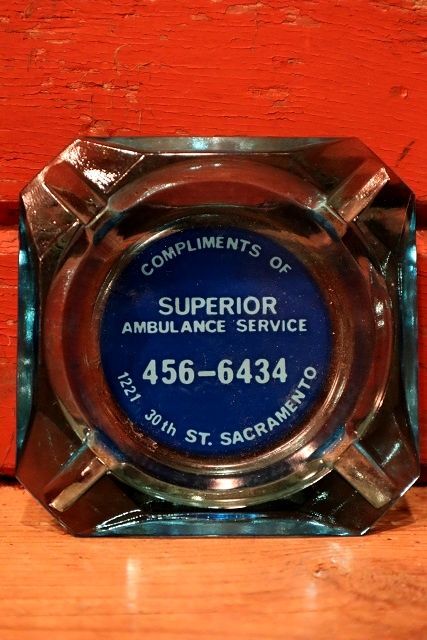 COMPLIMENTS OF
SUPERIOR
AMBULANCE SERVICE
456-6434
1221 30th ST. SACRAMENTO